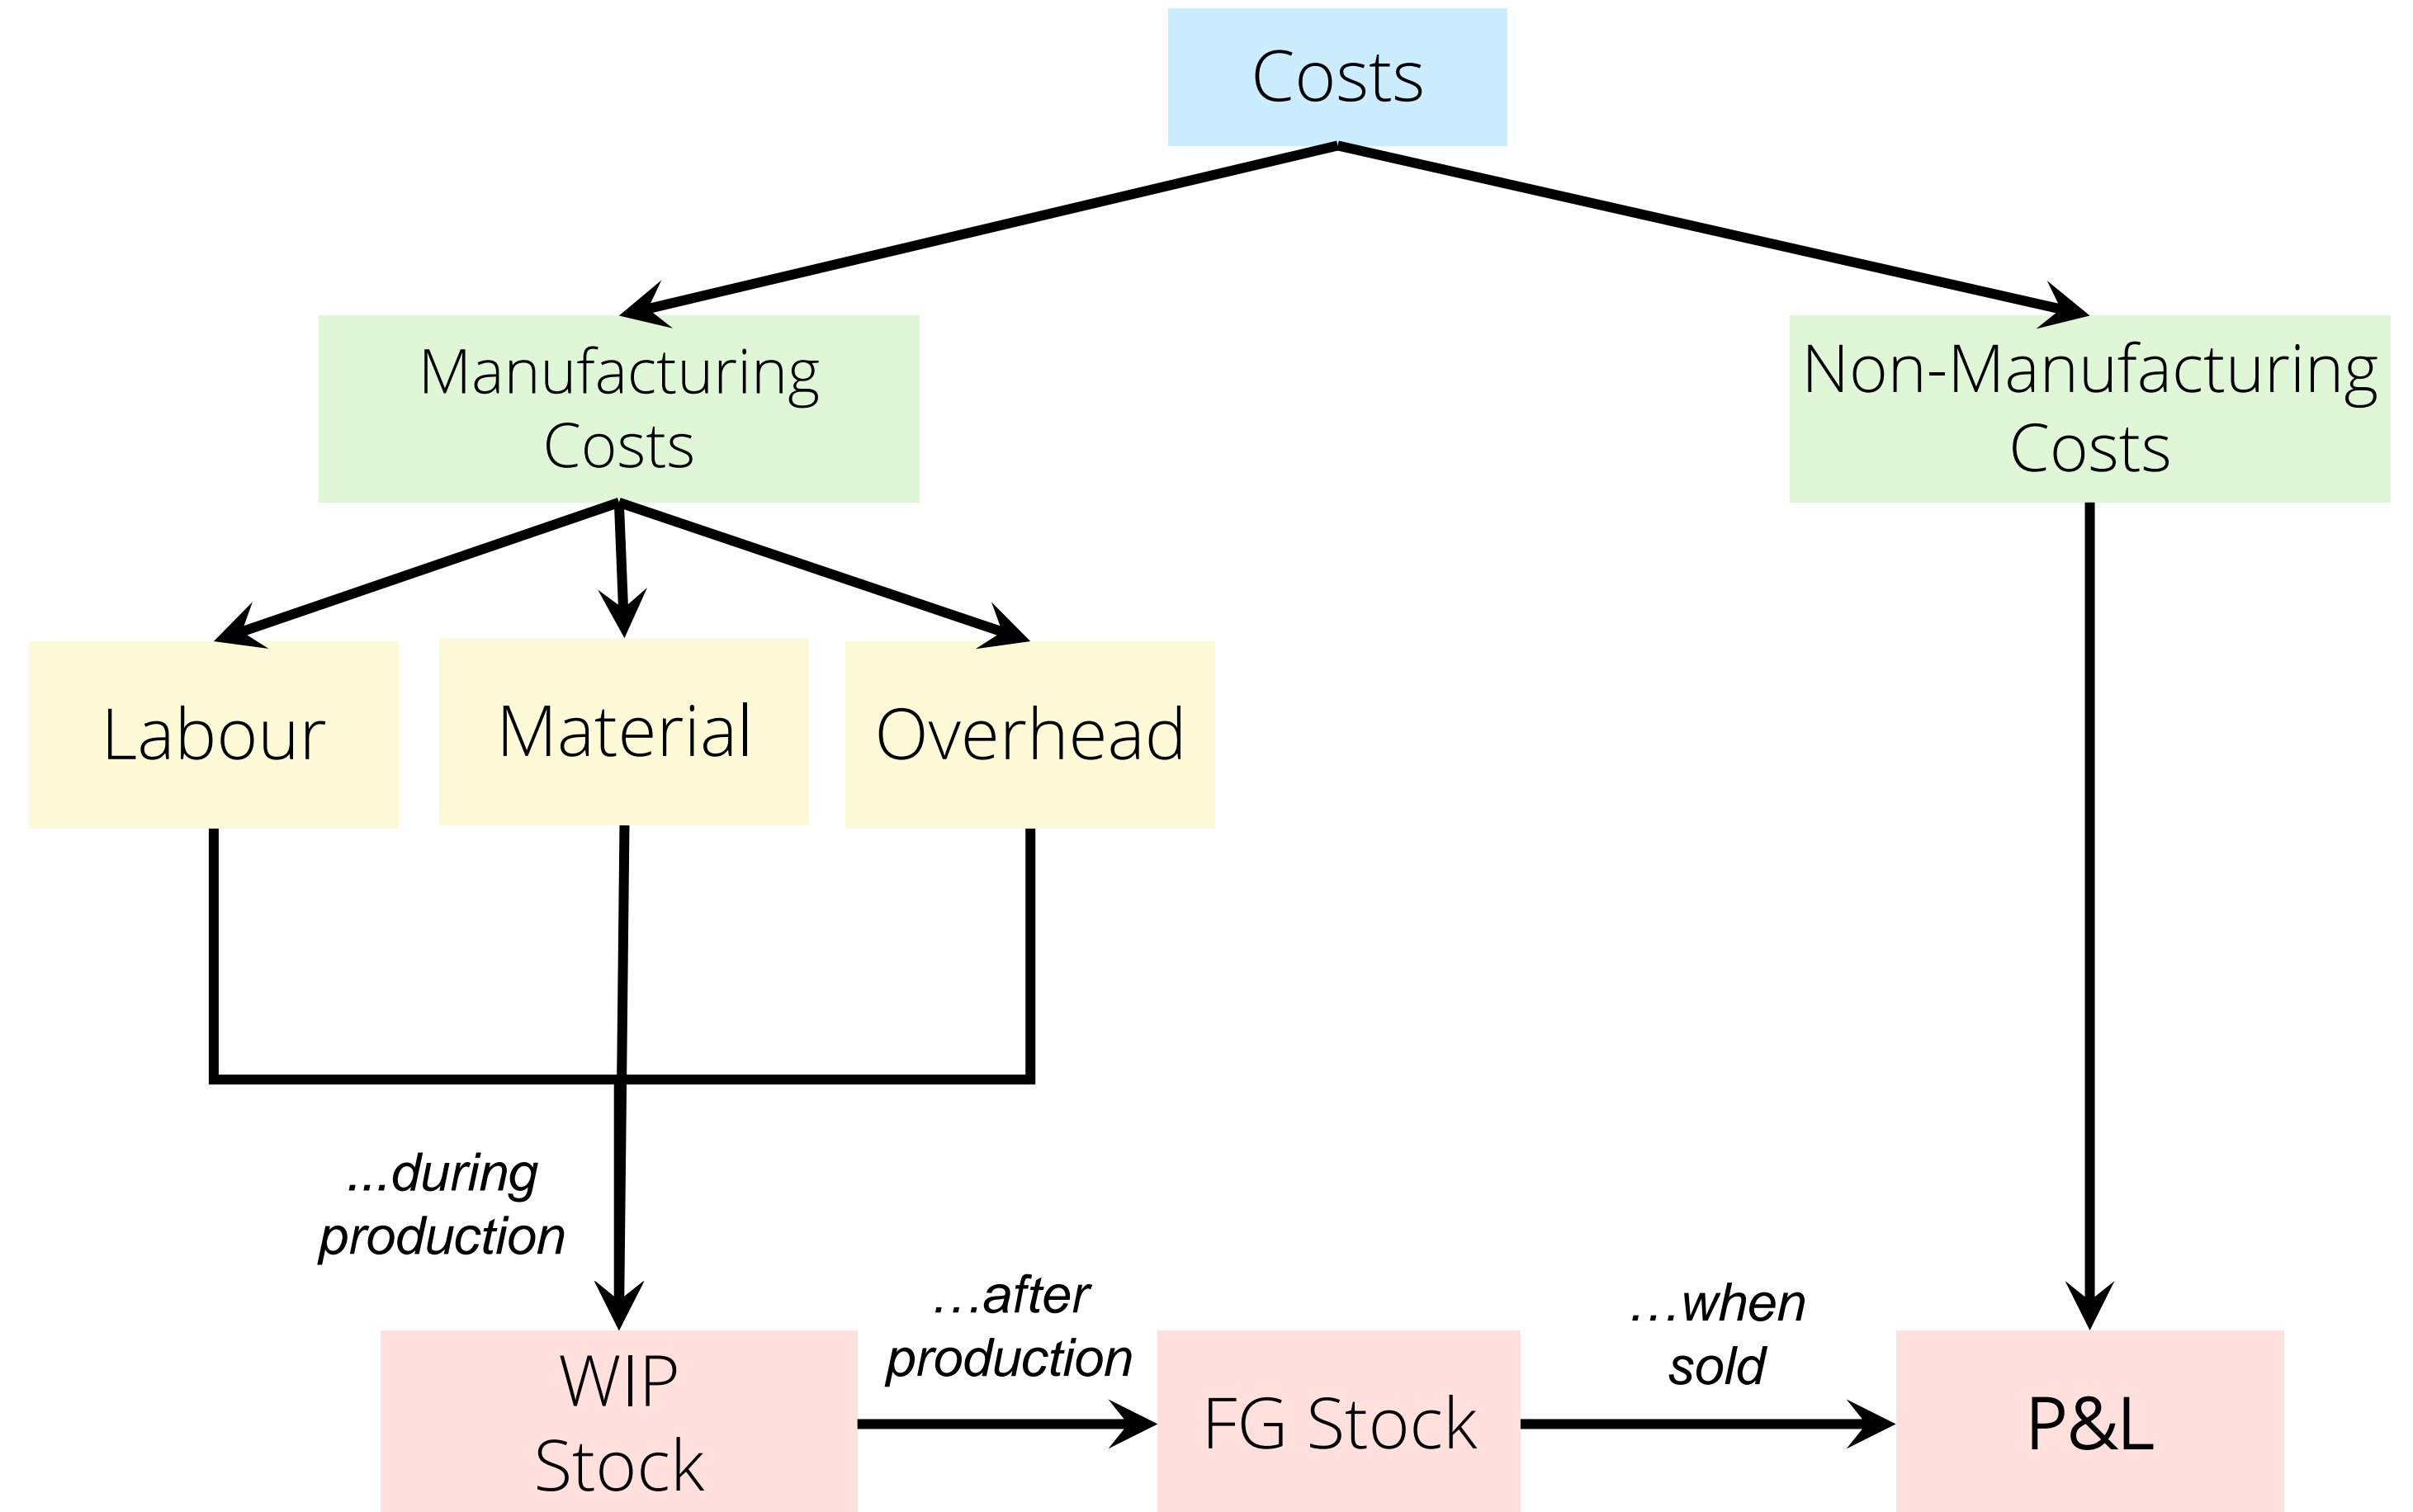 Costs
Manufacturing
Costs
Non-Manufacturing
Costs
Labour
Material
Overhead
...during
production
...after
production
...when
sold
WIP
Stock
FG Stock
P&L